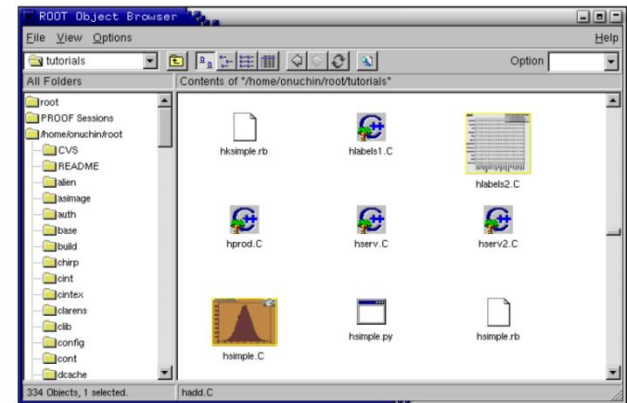 ROOT Object Browser
File View Options Help
tutorials Option
All Folders Contents of "/home/onuchin/root/tutorials"
root
PROOF Sessions
/home/onuchin/root
CVS
README
alien
asimage
auth
base
build
chirp
cint
cintex
clarens
clib
config
cont
dcache
hksimple.rb hlabels1.C hlabels2.C
hprod.C hserv.C hserv2.C
hsimple.C hsimple.py hsimple.rb
334 Objects, 1 selected. hadd.C